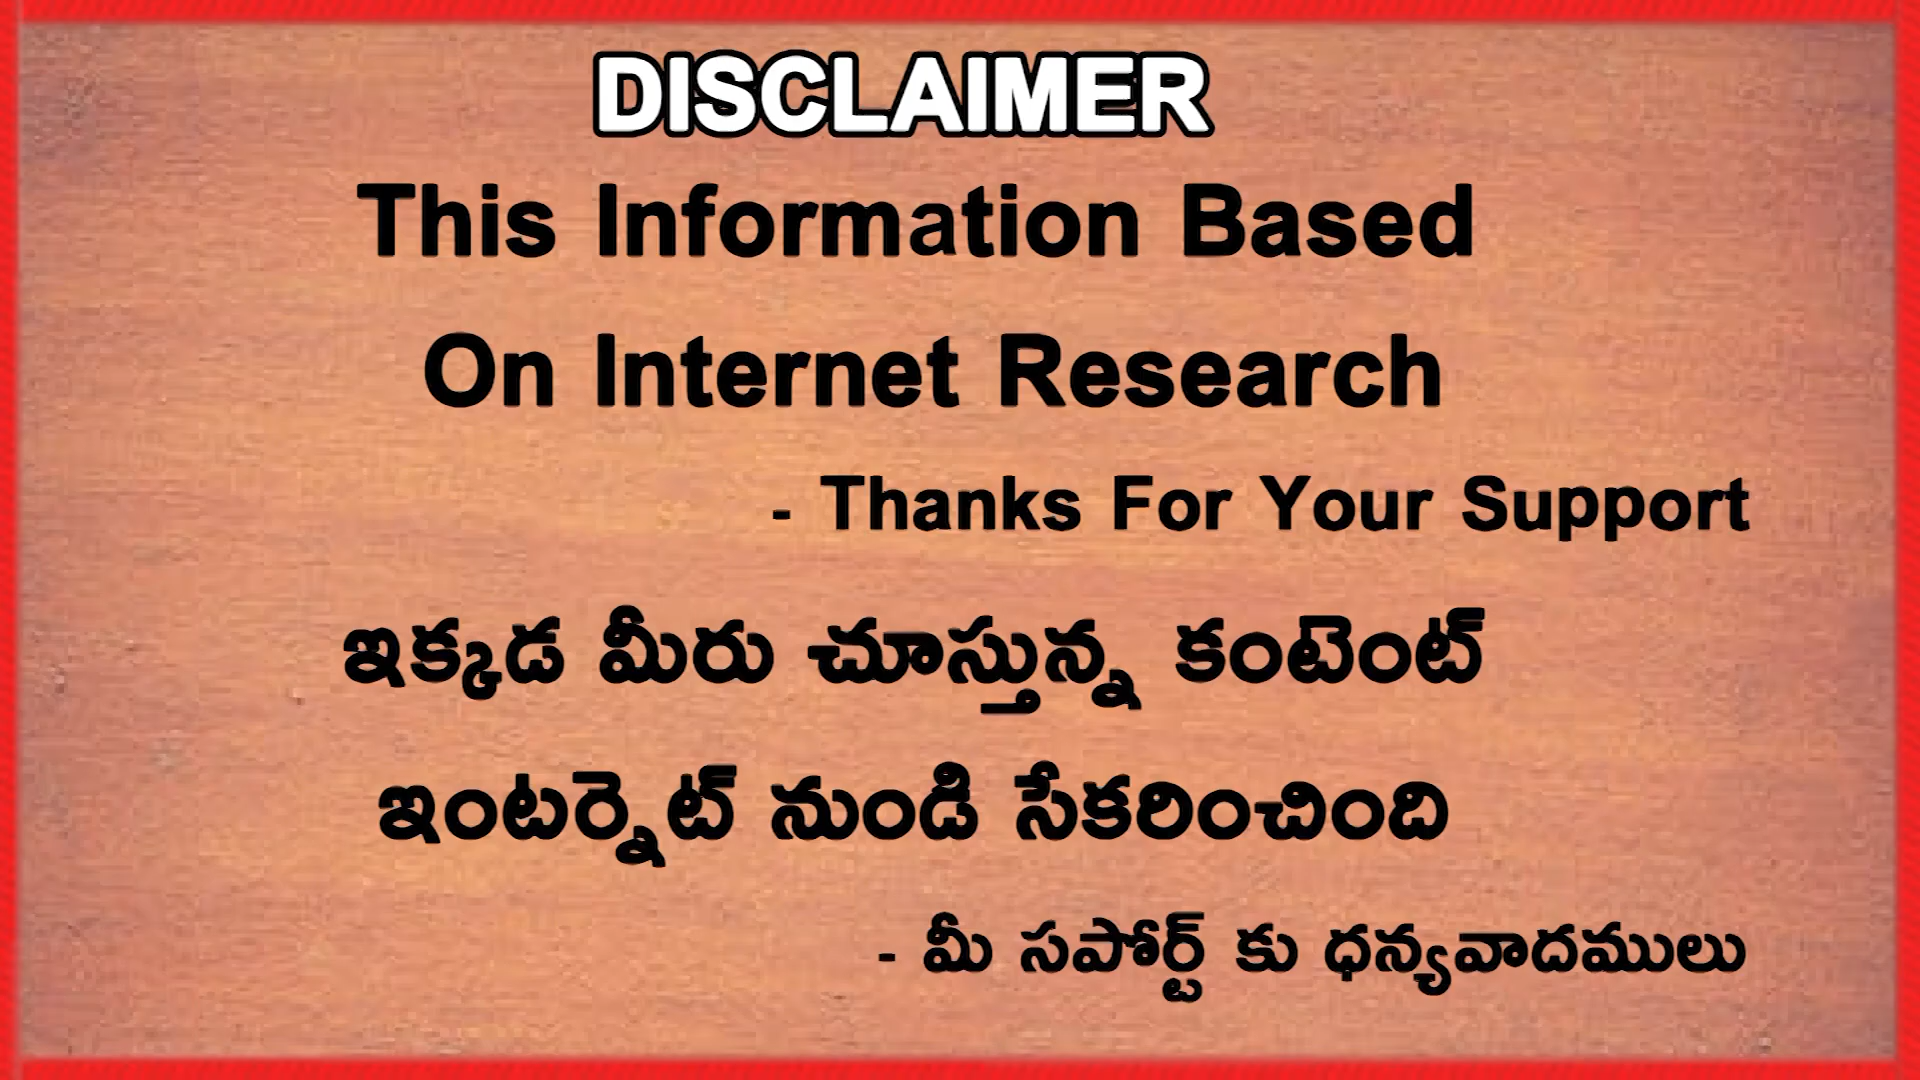 DISCLAIMER
This Information Based
On Internet Research
- Thanks For Your Support
ఇక్కడ మీరు చూస్తున్న కంటెంట్
ఇంటర్నెట్ నుండి సేకరించింది
- మీ సపోర్ట్ కు ధన్యవాదములు